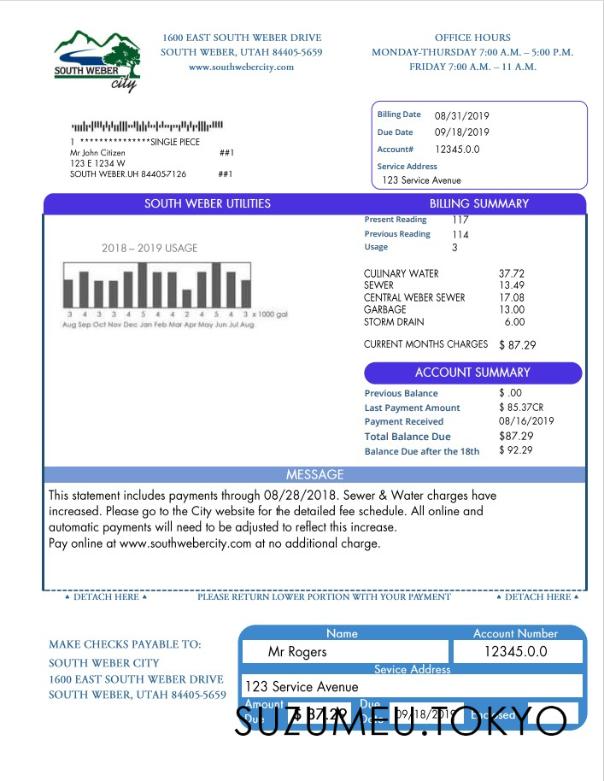 SOUTH WEBER
city
1600 EAST SOUTH WEBER DRIVE
SOUTH WEBER, UTAH 84405-5659
www.southwebercity.com
OFFICE HOURS
MONDAY-THURSDAY 7:00 A.M. – 5:00 P.M.
FRIDAY 7:00 A.M. – 11 A.M.
1 ***************SINGLE PIECE
Mr John Citizen ##1
123 E 1234 W
SOUTH WEBER.UH 84405-7126 ##1
Billing Date 08/31/2019
Due Date 09/18/2019
Account# 12345.0.0
Service Address
123 Service Avenue
SOUTH WEBER UTILITIES
BILLING SUMMARY
2018 – 2019 USAGE
3 4 3 3 4 5 4 4 2 4 5 4 3 x 1000 gal
Aug Sep Oct Nov Dec Jan Feb Mar Apr May Jun Jul Aug
Present Reading 117
Previous Reading 114
Usage 3
CULINARY WATER 37.72
SEWER 13.49
CENTRAL WEBER SEWER 17.08
GARBAGE 13.00
STORM DRAIN 6.00
CURRENT MONTHS CHARGES $ 87.29
ACCOUNT SUMMARY
Previous Balance $ .00
Last Payment Amount $ 85.37CR
Payment Received 08/16/2019
Total Balance Due $87.29
Balance Due after the 18th $ 92.29
MESSAGE
This statement includes payments through 08/28/2018. Sewer & Water charges have
increased. Please go to the City website for the detailed fee schedule. All online and
automatic payments will need to be adjusted to reflect this increase.
Pay online at www.southwebercity.com at no additional charge.
DETACH HERE PLEASE RETURN LOWER PORTION WITH YOUR PAYMENT DETACH HERE
MAKE CHECKS PAYABLE TO:
SOUTH WEBER CITY
1600 EAST SOUTH WEBER DRIVE
SOUTH WEBER, UTAH 84405-5659
Name Account Number
Mr Rogers 12345.0.0
Sevice Address
123 Service Avenue
Amount Due $ 87.29 Due Date 09/18/2019 Enclosed
SUZUMEU.TOKYO